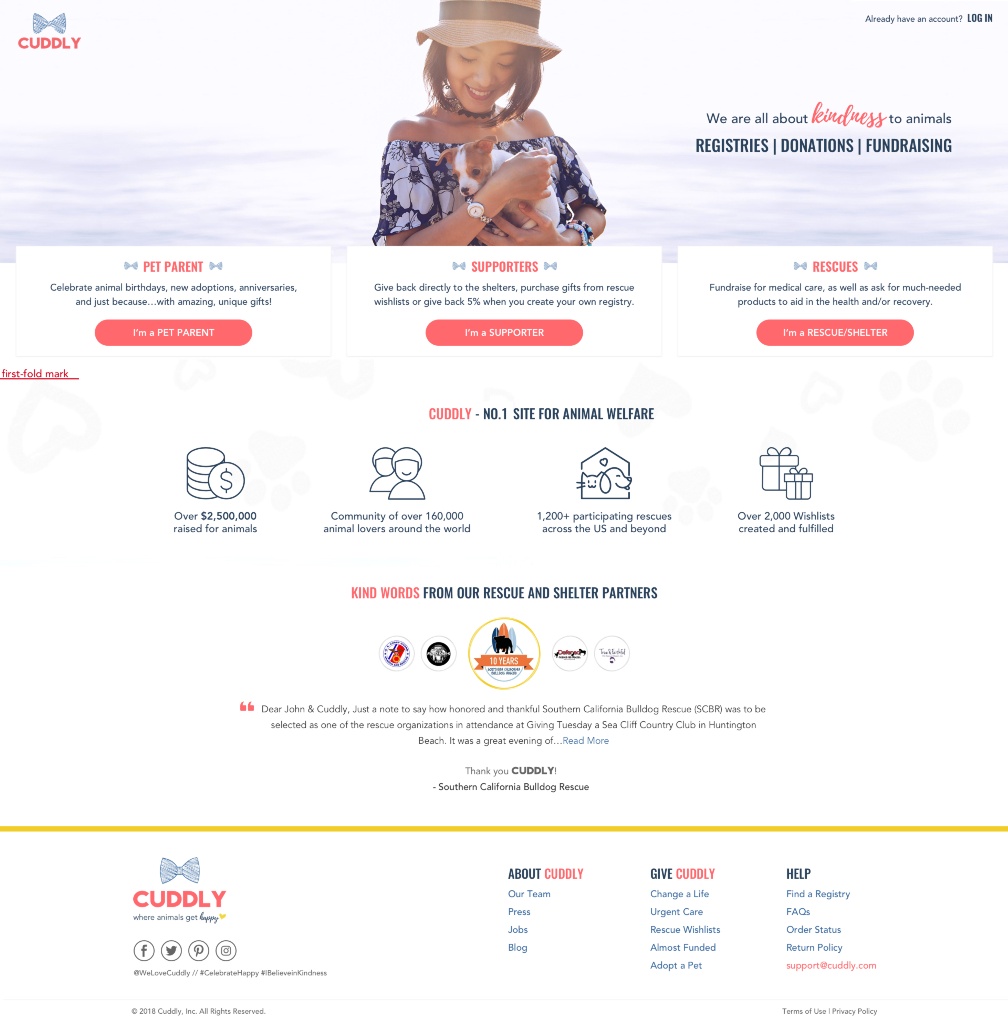 CUDDLY
Already have an account? LOG IN
We are all about kindness to animals
REGISTRIES | DONATIONS | FUNDRAISING
PET PARENT
Celebrate animal birthdays, new adoptions, anniversaries,
and just because...with amazing, unique gifts!
I'm a PET PARENT
SUPPORTERS
Give back directly to the shelters, purchase gifts from rescue
wishlists or give back 5% when you create your own registry.
I'm a SUPPORTER
RESCUES
Fundraise for medical care, as well as ask for much-needed
products to aid in the health and/or recovery.
I'm a RESCUE/SHELTER
first-fold mark
CUDDLY - NO.1 SITE FOR ANIMAL WELFARE
Over $2,500,000
raised for animals
Community of over 160,000
animal lovers around the world
1,200+ participating rescues
across the US and beyond
Over 2,000 Wishlists
created and fulfilled
KIND WORDS FROM OUR RESCUE AND SHELTER PARTNERS
10 YEARS
Dear John & Cuddly, Just a note to say how honored and thankful Southern California Bulldog Rescue (SCBR) was to be
selected as one of the rescue organizations in attendance at Giving Tuesday a Sea Cliff Country Club in Huntington
Beach. It was a great evening of...Read More
Thank you CUDDLY!
- Southern California Bulldog Rescue
CUDDLY
where animals get happy
@WeLoveCuddly // #CelebrateHappy #IBelieveinKindness
ABOUT CUDDLY
Our Team
Press
Jobs
Blog
GIVE CUDDLY
Change a Life
Urgent Care
Rescue Wishlists
Almost Funded
Adopt a Pet
HELP
Find a Registry
FAQs
Order Status
Return Policy
support@cuddly.com
© 2018 Cuddly, Inc. All Rights Reserved.
Terms of Use | Privacy Policy